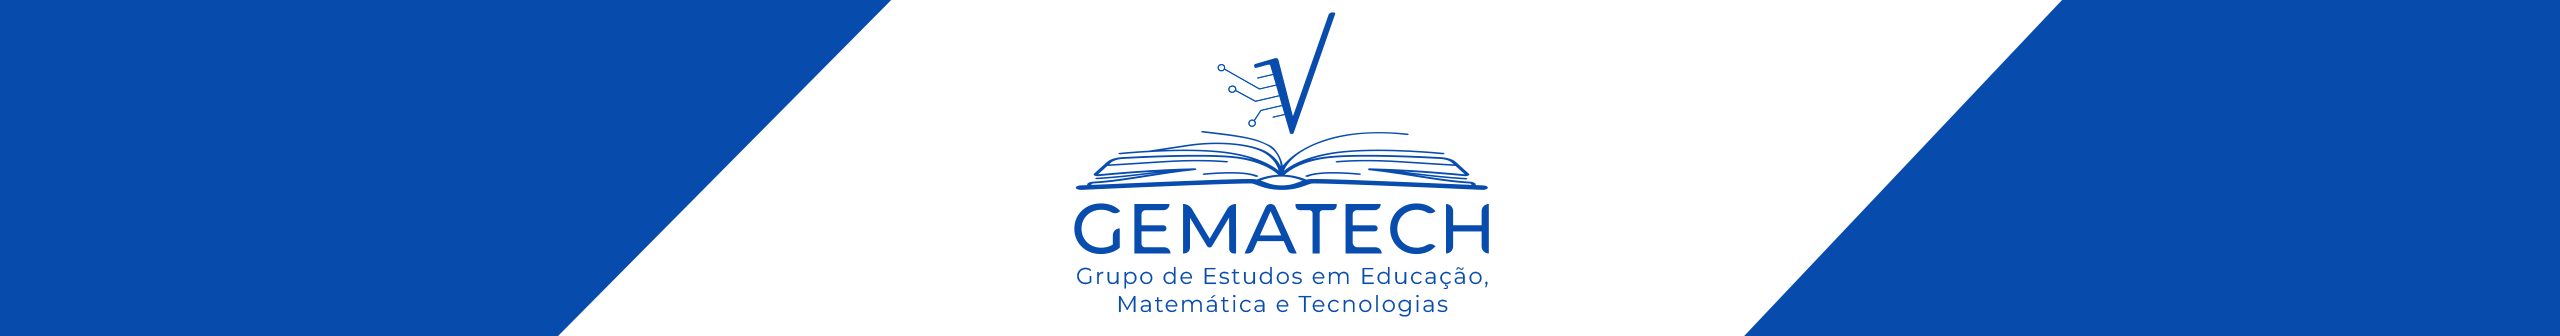 GEMATECH
Grupo de Estudos em Educação,
Matemática e Tecnologias